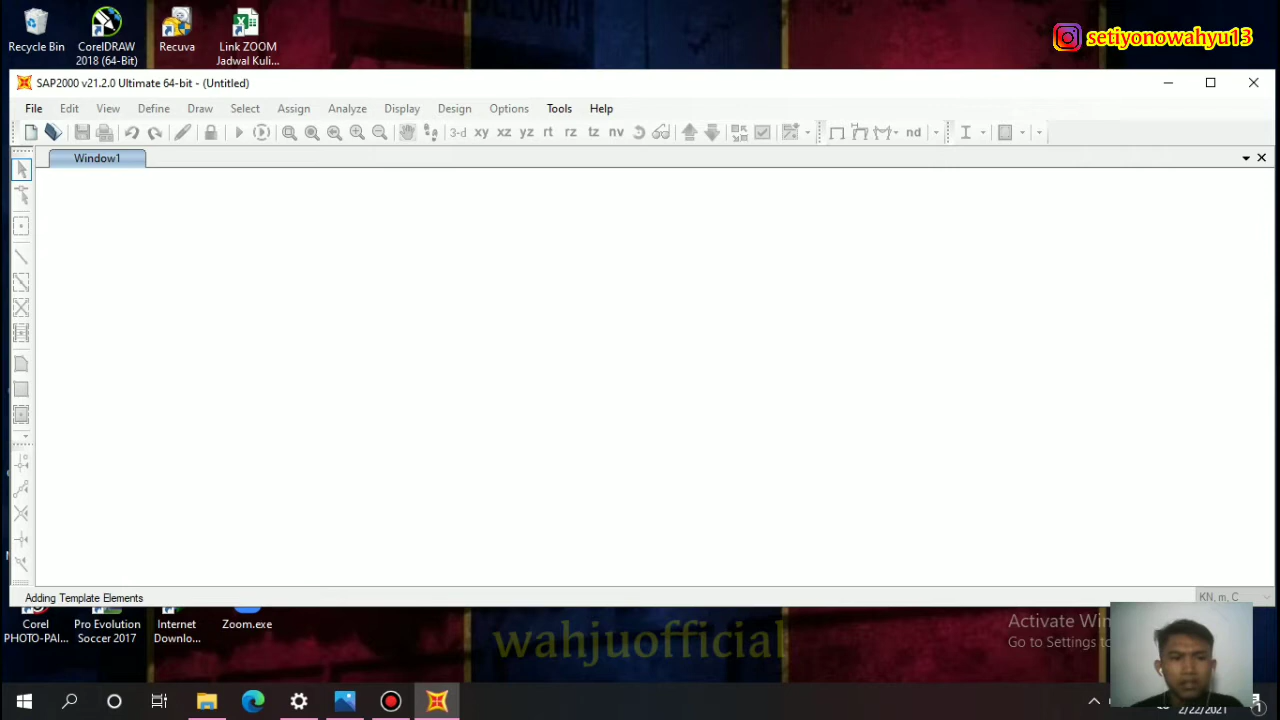 setiyonowahyu13
Recycle Bin
CorelDRAW
2018 (64-Bit)
Recuva
Link ZOOM
Jadwal Kuli...
SAP2000 v21.2.0 Ultimate 64-bit - (Untitled)
File Edit View Define Draw Select Assign Analyze Display Design Options Tools Help
3-d xy xz yz rt rz tz nv nd
Window1
Adding Template Elements
KN, m, C
Corel
PHOTO-PAI...
Pro Evolution
Soccer 2017
Internet
Downlo...
Zoom.exe
wahjuofficial
Activate Win
Go to Settings to
2/22/2021
1